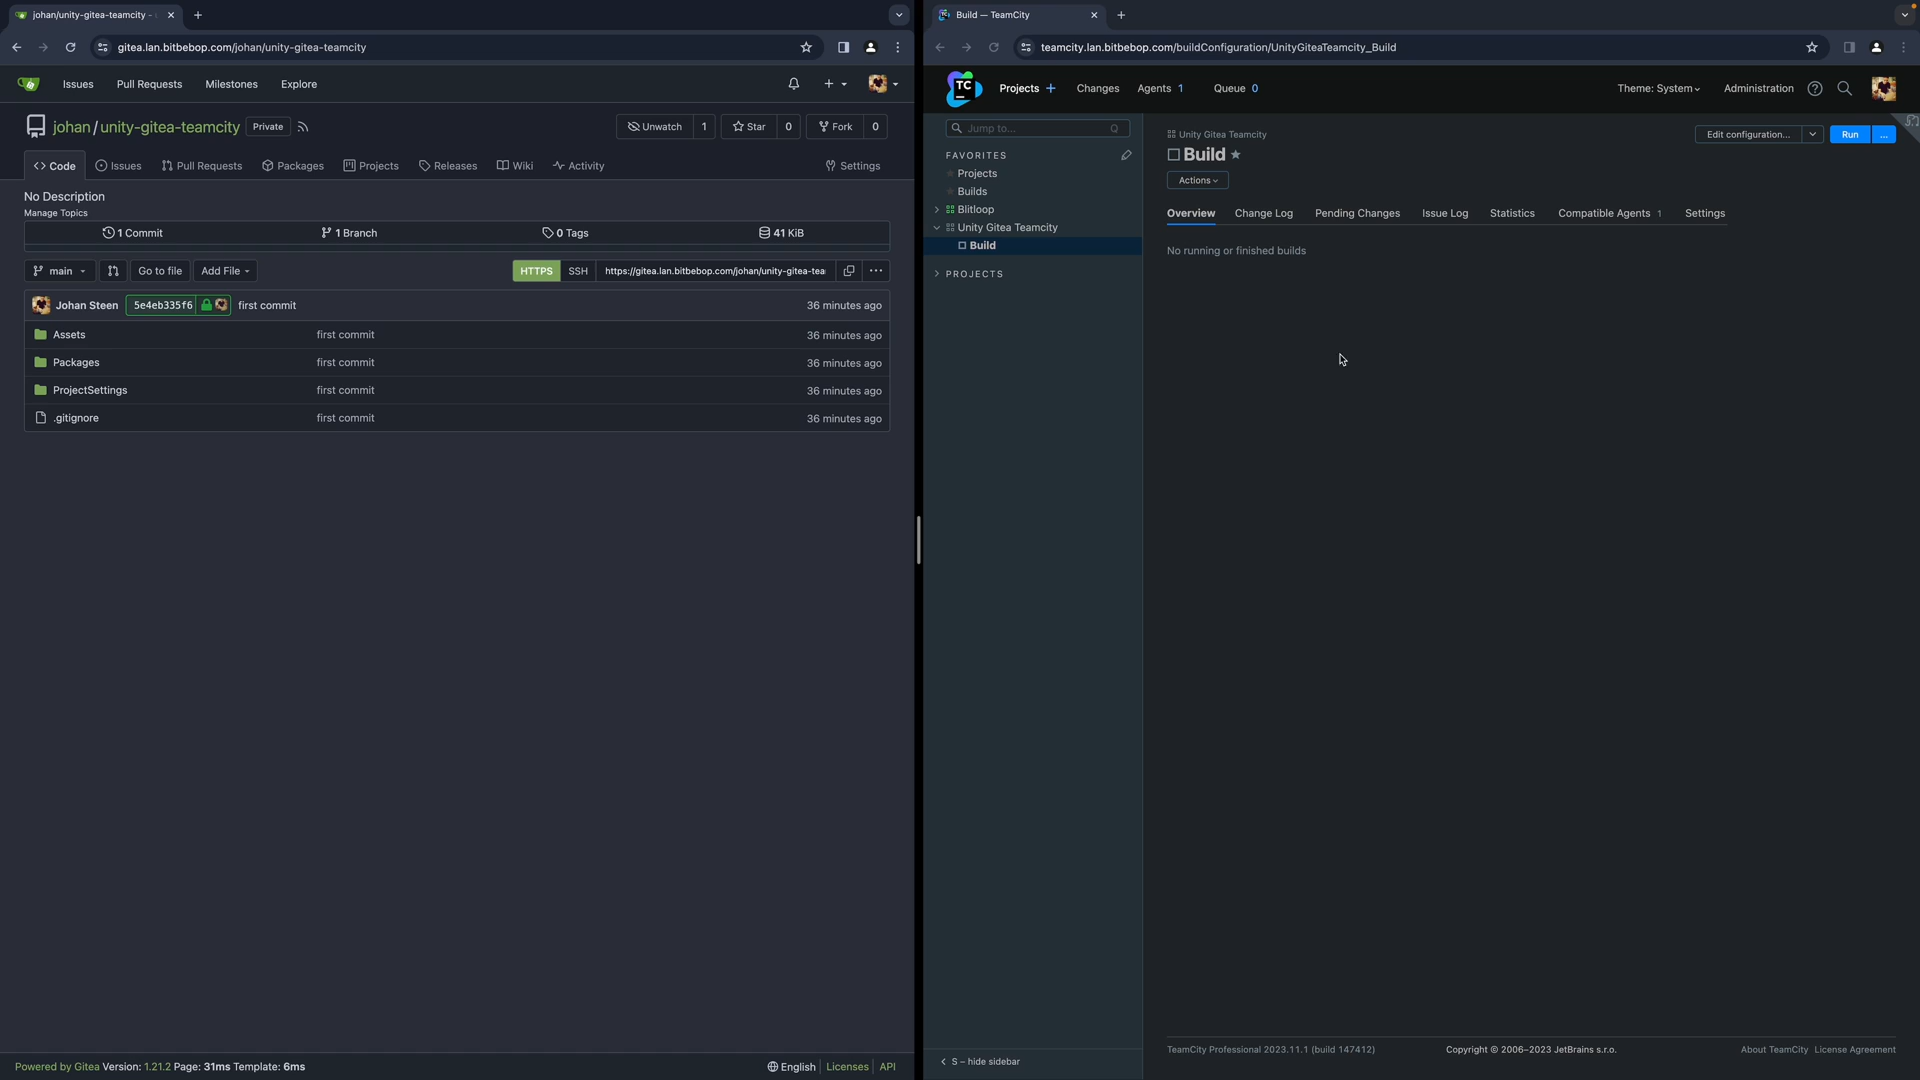 johan/unity-gitea-teamcity -
gitea.lan.bitbebop.com/johan/unity-gitea-teamcity
Issues Pull Requests Milestones Explore
johan/unity-gitea-teamcity Private
Unwatch 1 Star 0 Fork 0
Code Issues Pull Requests Packages Projects Releases Wiki Activity Settings
No Description
Manage Topics
1 Commit 1 Branch 0 Tags 41 KiB
main Go to file Add File HTTPS SSH https://gitea.lan.bitbebop.com/johan/unity-gitea-tea
Johan Steen 5e4eb335f6 first commit 36 minutes ago
Assets first commit 36 minutes ago
Packages first commit 36 minutes ago
ProjectSettings first commit 36 minutes ago
.gitignore first commit 36 minutes ago
Powered by Gitea Version: 1.21.2 Page: 31ms Template: 6ms English Licenses API
Build — TeamCity
teamcity.lan.bitbebop.com/buildConfiguration/UnityGiteaTeamcity_Build
TC Projects + Changes Agents 1 Queue 0 Theme: System Administration
Jump to... Q
FAVORITES
Projects
Builds
Blitloop
Unity Gitea Teamcity
Build
PROJECTS
S – hide sidebar
Unity Gitea Teamcity
Edit configuration... Run ...
Build
Actions
Overview Change Log Pending Changes Issue Log Statistics Compatible Agents 1 Settings
No running or finished builds
TeamCity Professional 2023.11.1 (build 147412) Copyright © 2006–2023 JetBrains s.r.o. About TeamCity License Agreement